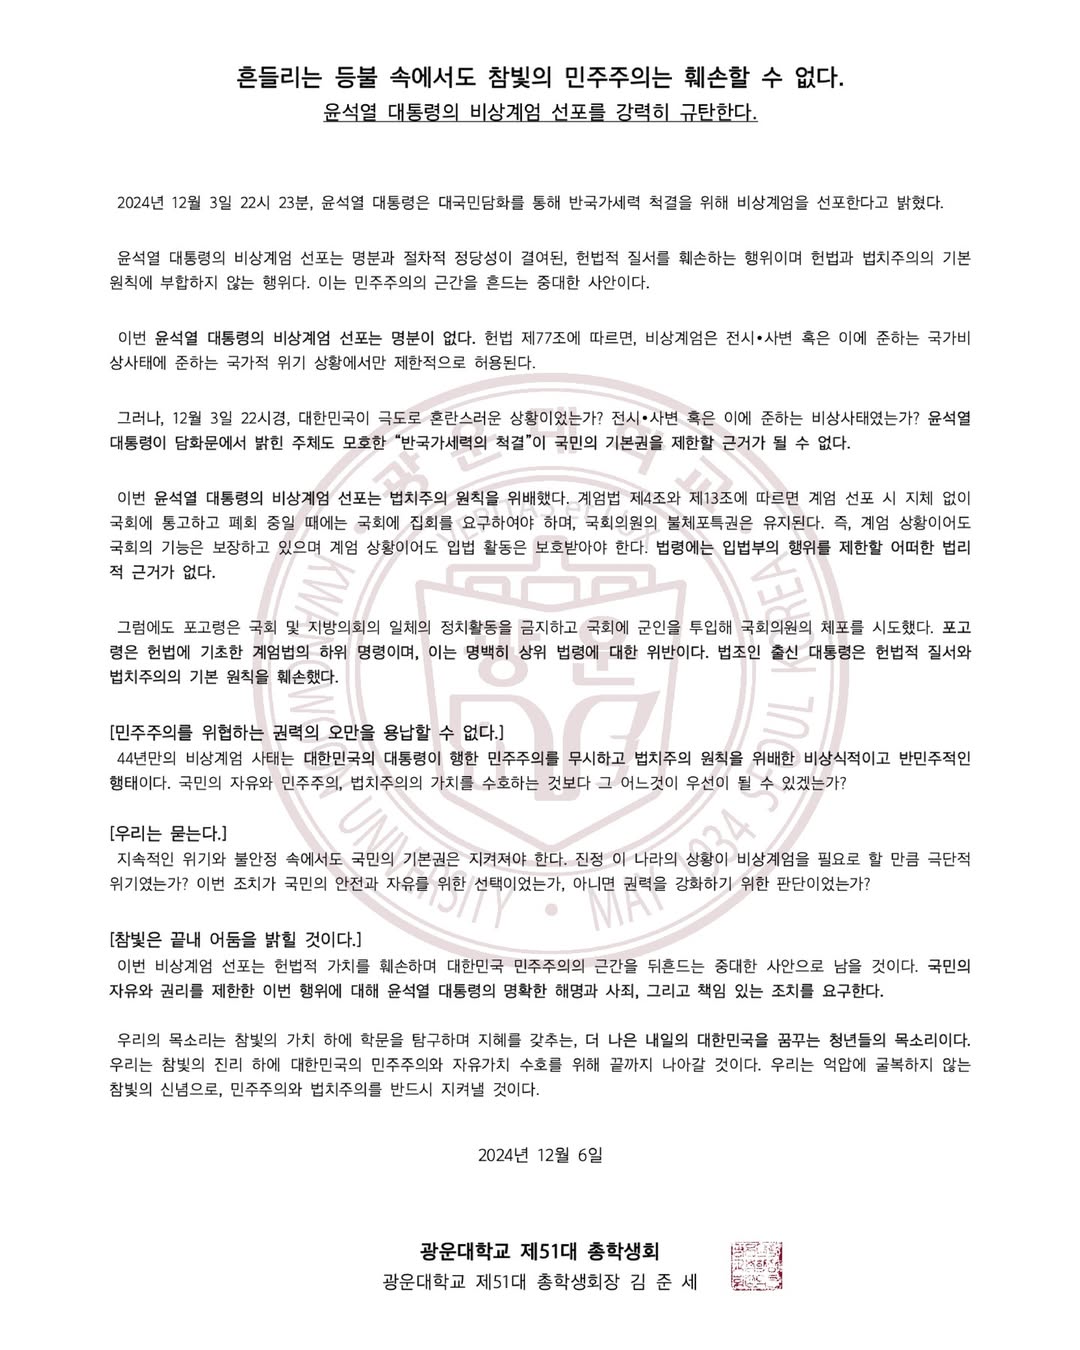 흔들리는 등불 속에서도 참빛의 민주주의는 훼손할 수 없다.
윤석열 대통령의 비상계엄 선포를 강력히 규탄한다.
2024년 12월 3일 22시 23분, 윤석열 대통령은 대국민담화를 통해 반국가세력 척결을 위해 비상계엄을 선포한다고 밝혔다.
윤석열 대통령의 비상계엄 선포는 명분과 절차적 정당성이 결여된, 헌법적 질서를 훼손하는 행위이며 헌법과 법치주의의 기본
원칙에 부합하지 않는 행위다. 이는 민주주의의 근간을 흔드는 중대한 사안이다.
이번 윤석열 대통령의 비상계엄 선포는 명분이 없다. 헌법 제77조에 따르면, 비상계엄은 전시•사변 혹은 이에 준하는 국가비
상사태에 준하는 국가적 위기 상황에서만 제한적으로 허용된다.
그러나, 12월 3일 22시경, 대한민국이 극도로 혼란스러운 상황이었는가? 전시•사변 혹은 이에 준하는 비상사태였는가? 윤석열
대통령이 담화문에서 밝힌 주체도 모호한 “반국가세력의 척결”이 국민의 기본권을 제한할 근거가 될 수 없다.
이번 윤석열 대통령의 비상계엄 선포는 법치주의 원칙을 위배했다. 계엄법 제4조와 제13조에 따르면 계엄 선포 시 지체 없이
국회에 통고하고 폐회 중일 때에는 국회에 집회를 요구하여야 하며, 국회의원의 불체포특권은 유지된다. 즉, 계엄 상황이어도
국회의 기능은 보장하고 있으며 계엄 상황이어도 입법 활동은 보호받아야 한다. 법령에는 입법부의 행위를 제한할 어떠한 법리
적 근거가 없다.
그럼에도 포고령은 국회 및 지방의회의 일체의 정치활동을 금지하고 국회에 군인을 투입해 국회의원의 체포를 시도했다. 포고
령은 헌법에 기초한 계엄법의 하위 명령이며, 이는 명백히 상위 법령에 대한 위반이다. 법조인 출신 대통령은 헌법적 질서와
법치주의의 기본 원칙을 훼손했다.
[민주주의를 위협하는 권력의 오만을 용납할 수 없다.]
44년만의 비상계엄 사태는 대한민국의 대통령이 행한 민주주의를 무시하고 법치주의 원칙을 위배한 비상식적이고 반민주적인
행태이다. 국민의 자유와 민주주의, 법치주의의 가치를 수호하는 것보다 그 어느것이 우선이 될 수 있겠는가?
[우리는 묻는다.]
지속적인 위기와 불안정 속에서도 국민의 기본권은 지켜져야 한다. 진정 이 나라의 상황이 비상계엄을 필요로 할 만큼 극단적
위기였는가? 이번 조치가 국민의 안전과 자유를 위한 선택이었는가, 아니면 권력을 강화하기 위한 판단이었는가?
[참빛은 끝내 어둠을 밝힐 것이다.]
이번 비상계엄 선포는 헌법적 가치를 훼손하며 대한민국 민주주의의 근간을 뒤흔드는 중대한 사안으로 남을 것이다. 국민의
자유와 권리를 제한한 이번 행위에 대해 윤석열 대통령의 명확한 해명과 사죄, 그리고 책임 있는 조치를 요구한다.
우리의 목소리는 참빛의 가치 하에 학문을 탐구하며 지혜를 갖추는, 더 나은 내일의 대한민국을 꿈꾸는 청년들의 목소리이다.
우리는 참빛의 진리 하에 대한민국의 민주주의와 자유가치 수호를 위해 끝까지 나아갈 것이다. 우리는 억압에 굴복하지 않는
참빛의 신념으로, 민주주의와 법치주의를 반드시 지켜낼 것이다.
2024년 12월 6일
광운대학교 제51대 총학생회
광운대학교 제51대 총학생회장 김 준 세
광운대학교
VERITAS et LUX
광운
KWANGWOON UNIVERSITY • MAY 1934 SEOUL KOREA